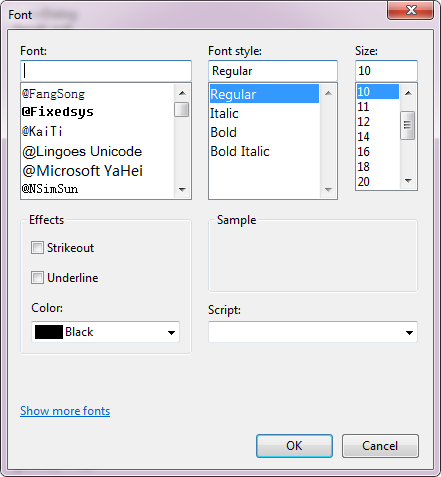 Font
Font:
Font style:
Size:
Regular
10
@FangSong
@Fixedsys
@KaiTi
@Lingoes Unicode
@Microsoft YaHei
@NSimSun
Regular
Italic
Bold
Bold Italic
10
11
12
14
16
18
20
Effects
Strikeout
Underline
Color:
Black
Sample
Script:
Show more fonts
OK
Cancel